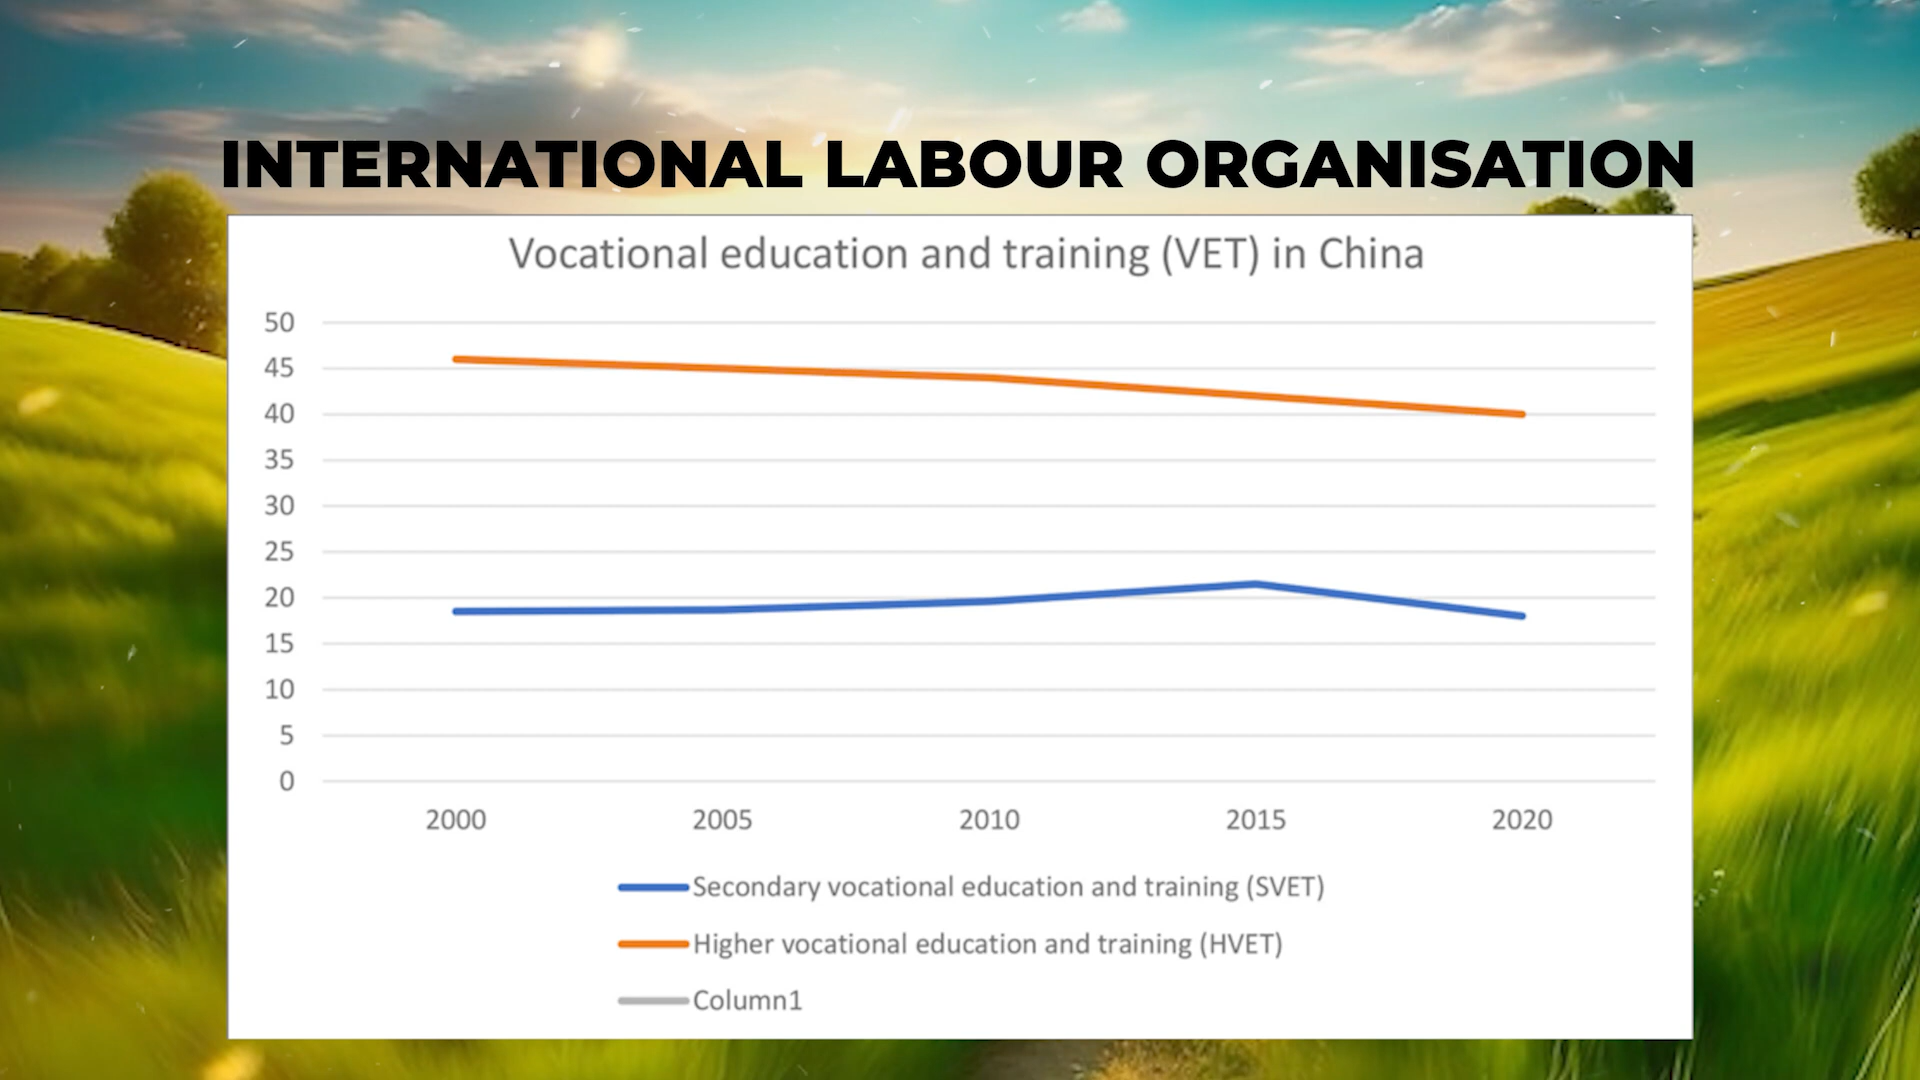 INTERNATIONAL LABOUR ORGANISATION
Vocational education and training (VET) in China
50
45
40
35
30
25
20
15
10
5
0
2000 2005 2010 2015 2020
Secondary vocational education and training (SVET)
Higher vocational education and training (HVET)
Column1